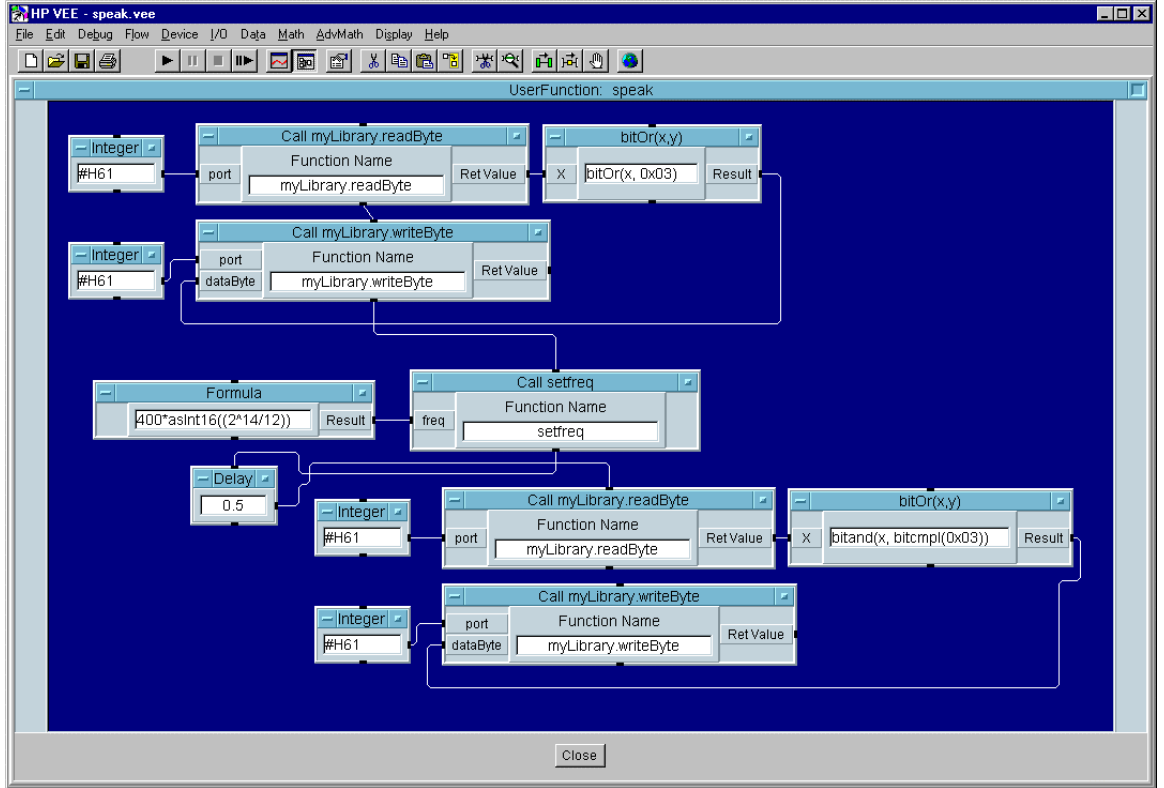 HP VEE - speak.vee
File Edit Debug Flow Device I/O Data Math AdvMath Display Help
UserFunction: speak
Integer
#H61
Call myLibrary.readByte
Function Name
port
myLibrary.readByte
Ret Value
bitOr(x,y)
X
bitOr(x, 0x03)
Result
Integer
#H61
Call myLibrary.writeByte
port
Function Name
dataByte
myLibrary.writeByte
Ret Value
Formula
400*asInt16((2^14/12))
Result
Call setfreq
Function Name
freq
setfreq
Delay
0.5
Integer
#H61
Call myLibrary.readByte
Function Name
port
myLibrary.readByte
Ret Value
bitOr(x,y)
X
bitand(x, bitcmpl(0x03))
Result
Integer
#H61
Call myLibrary.writeByte
port
Function Name
dataByte
myLibrary.writeByte
Ret Value
Close